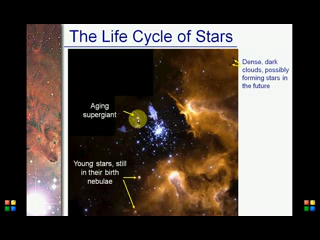 The Life Cycle of Stars
Dense, dark
clouds, possibly
forming stars in
the future
Aging
supergiant
Young stars, still
in their birth
nebulae